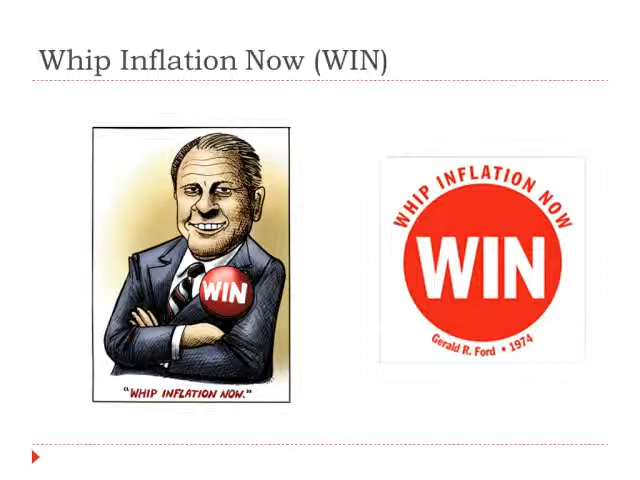 Whip Inflation Now (WIN)
WIN
"WHIP INFLATION NOW."
WHIP INFLATION NOW
WIN
Gerald R. Ford • 1974